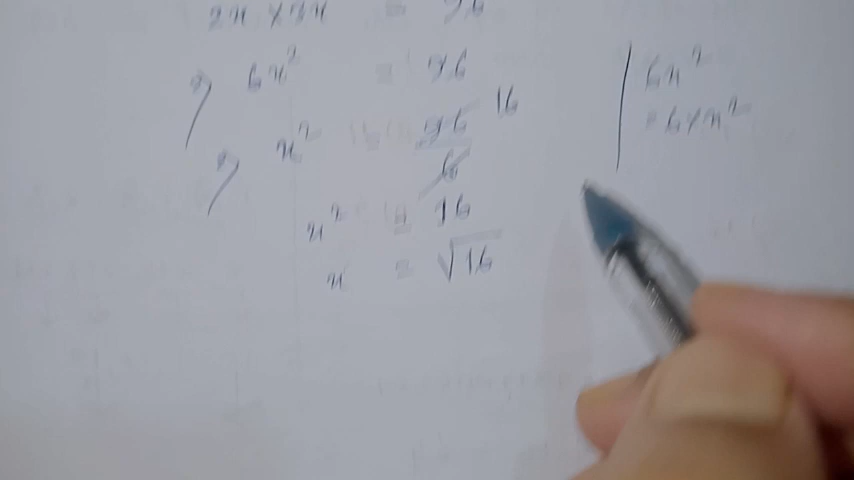 2x × 3x = 96
⇒ 6x² = 96
⇒ x² = 96/6 16
x² = 16
x = √16
6x²
= 6×x²